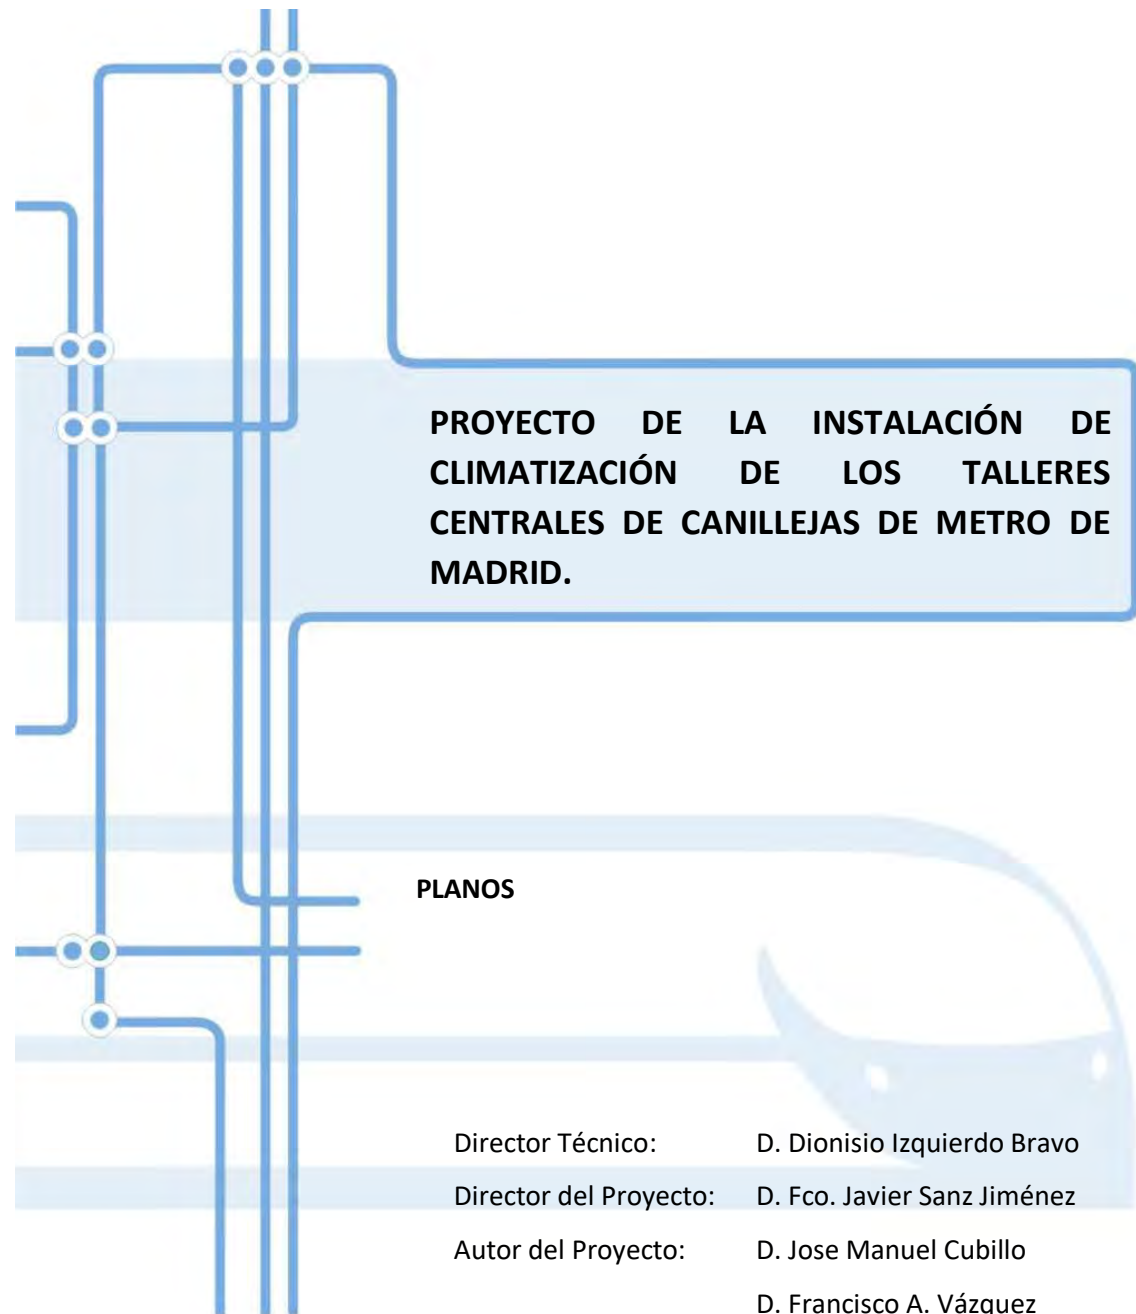 PROYECTO DE LA INSTALACIÓN DE
CLIMATIZACIÓN DE LOS TALLERES
CENTRALES DE CANILLEJAS DE METRO DE
MADRID.
PLANOS
Director Técnico: D. Dionisio Izquierdo Bravo
Director del Proyecto: D. Fco. Javier Sanz Jiménez
Autor del Proyecto: D. Jose Manuel Cubillo
D. Francisco A. Vázquez